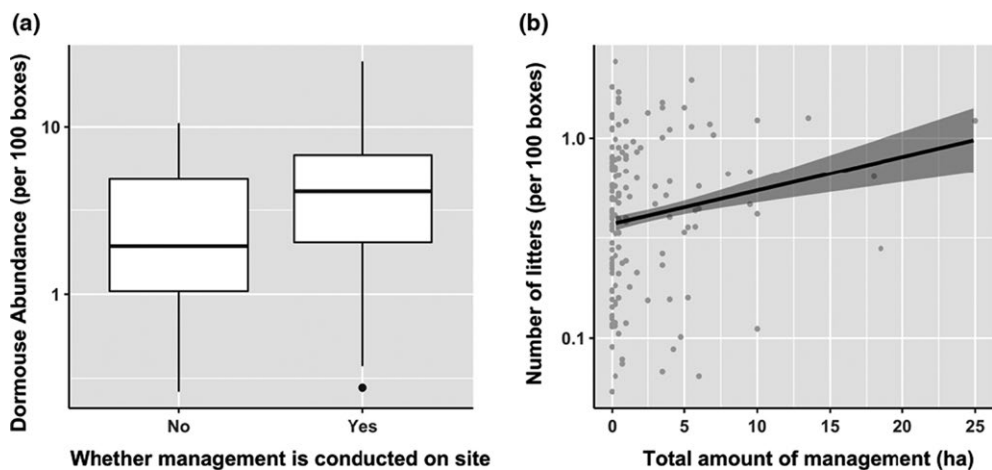 (a)
Dormouse Abundance (per 100 boxes)
10
1
No
Yes
Whether management is conducted on site
(b)
Number of litters (per 100 boxes)
1.0
0.1
0
5
10
15
20
25
Total amount of management (ha)